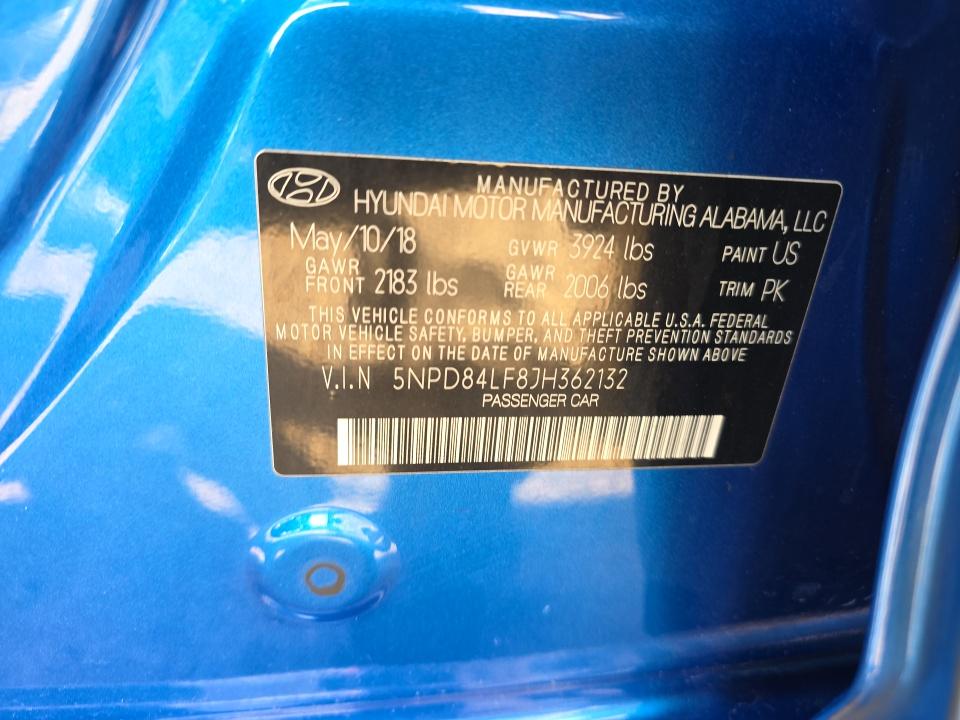 MANUFACTURED BY
HYUNDAI MOTOR MANUFACTURING ALABAMA, LLC
May/10/18 GVWR 3924 lbs PAINT US
GAWR FRONT 2183 lbs GAWR REAR 2006 lbs TRIM PK
THIS VEHICLE CONFORMS TO ALL APPLICABLE U.S.A. FEDERAL
MOTOR VEHICLE SAFETY, BUMPER, AND THEFT PREVENTION STANDARDS
IN EFFECT ON THE DATE OF MANUFACTURE SHOWN ABOVE
V.I.N 5NPD84LF8JH362132
PASSENGER CAR